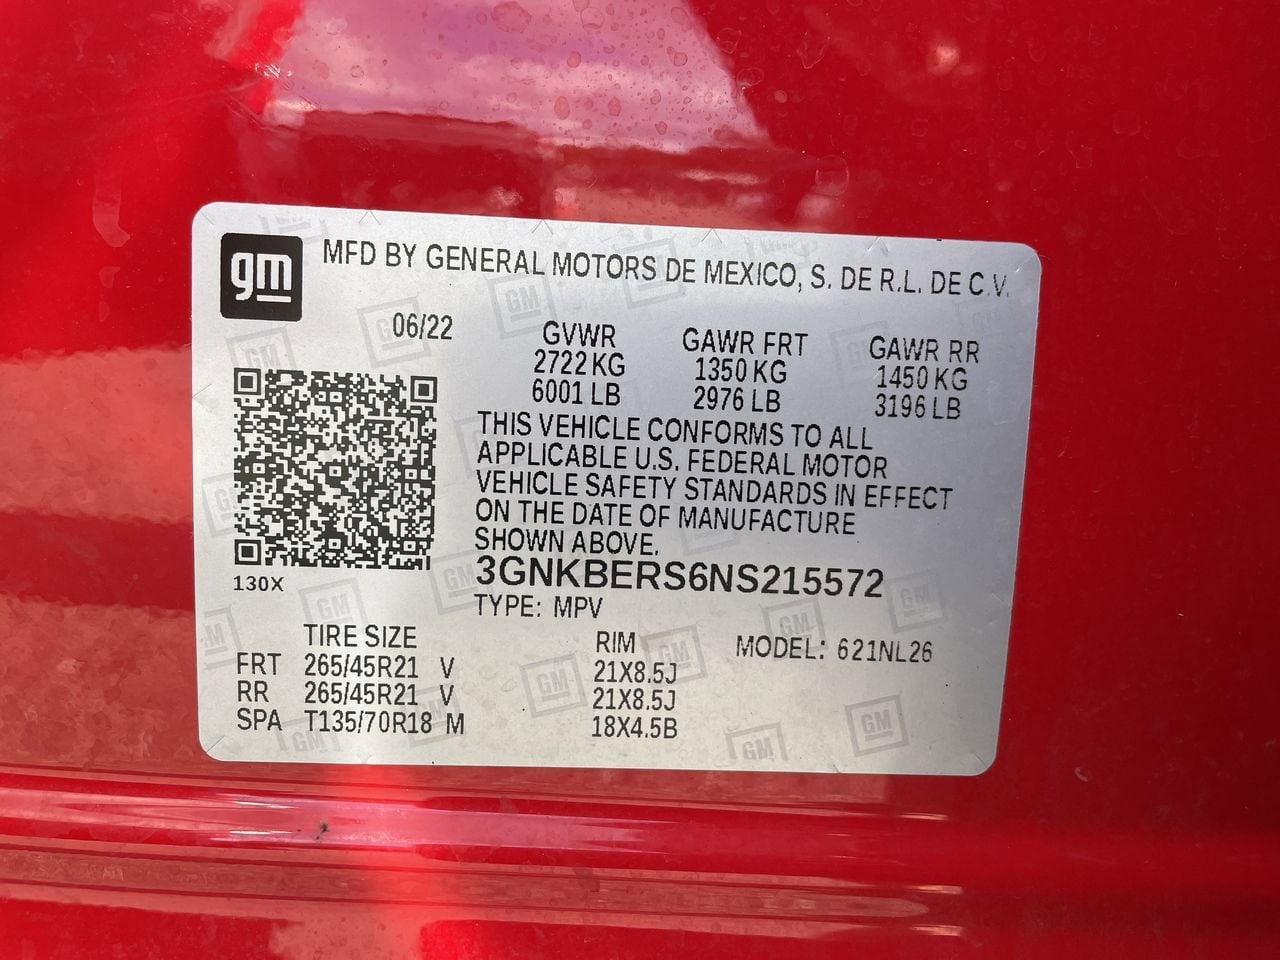 gm MFD BY GENERAL MOTORS DE MEXICO, S. DE R.L. DE C.V.
06/22 GVWR GAWR FRT GAWR RR
2722 KG 1350 KG 1450 KG
6001 LB 2976 LB 3196 LB
THIS VEHICLE CONFORMS TO ALL
APPLICABLE U.S. FEDERAL MOTOR
VEHICLE SAFETY STANDARDS IN EFFECT
ON THE DATE OF MANUFACTURE
SHOWN ABOVE.
130X
3GNKBERS6NS215572
TYPE: MPV
TIRE SIZE RIM MODEL: 621NL26
FRT 265/45R21 V 21X8.5J
RR 265/45R21 V 21X8.5J
SPA T135/70R18 M 18X4.5B